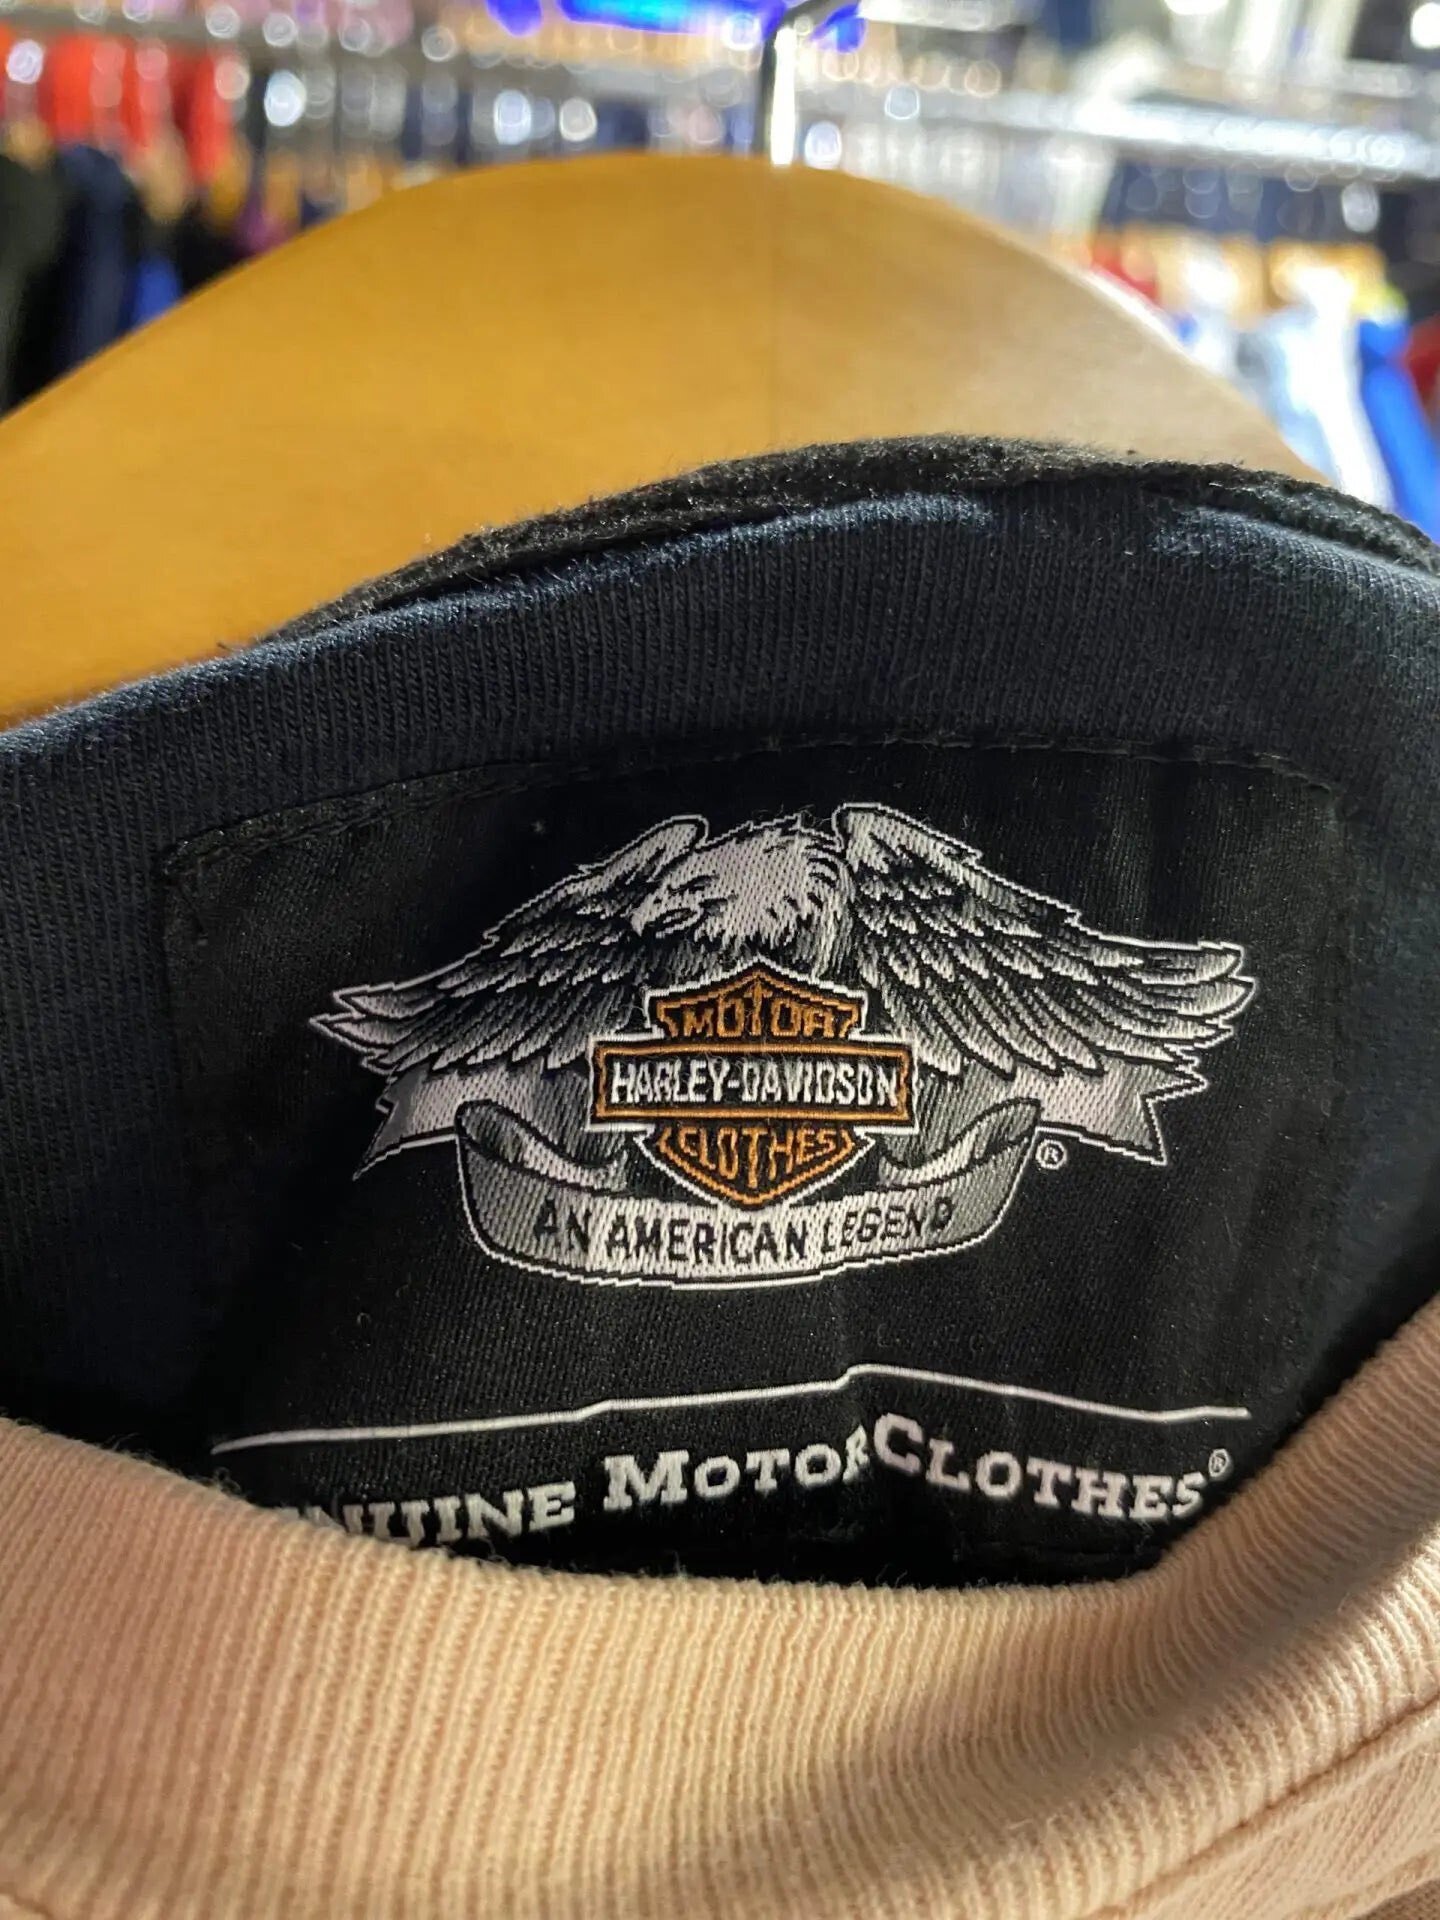 MOTOR
HARLEY-DAVIDSON
CLOTHES
®
AN AMERICAN LEGEND
MOTORCLOTHES®